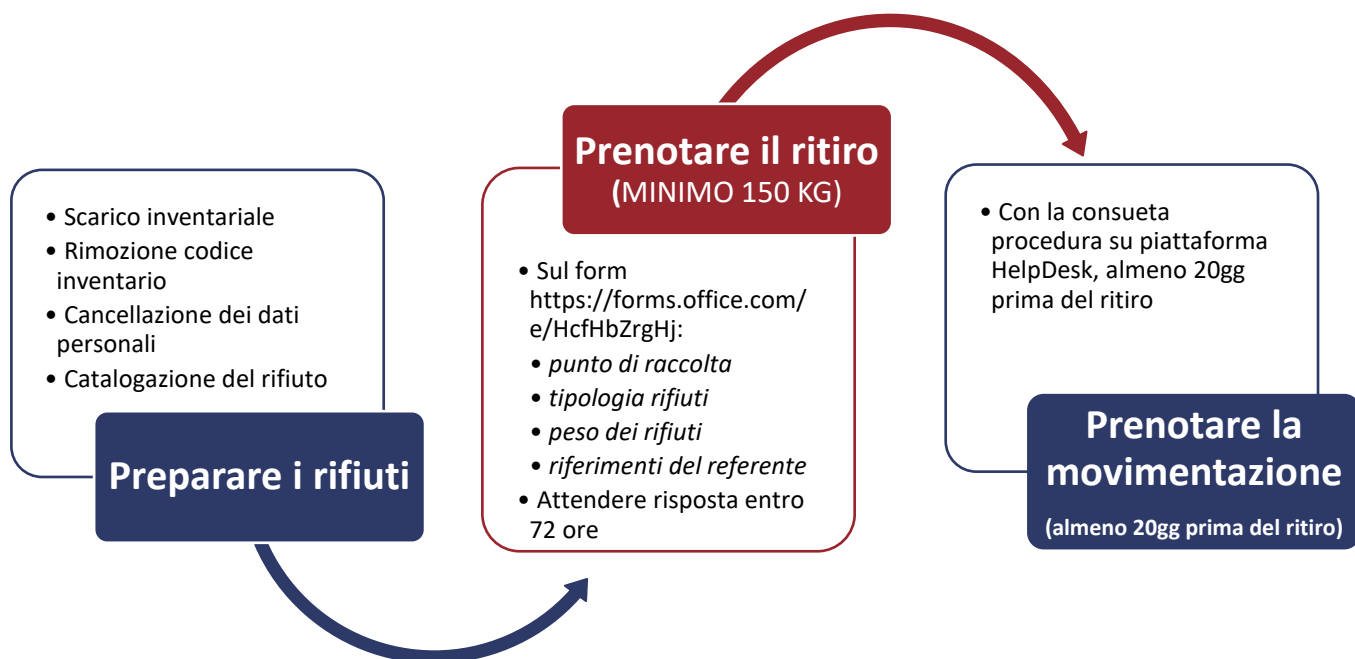 • Scarico inventariale
• Rimozione codice
inventario
• Cancellazione dei dati
personali
• Catalogazione del rifiuto
Preparare i rifiuti
Prenotare il ritiro
(MINIMO 150 KG)
• Sul form
https://forms.office.com/
e/HcfHbZrgHj:
• punto di raccolta
• tipologia rifiuti
• peso dei rifiuti
• riferimenti del referente
• Attendere risposta entro
72 ore
• Con la consueta
procedura su piattaforma
HelpDesk, almeno 20gg
prima del ritiro
Prenotare la
movimentazione
(almeno 20gg prima del ritiro)